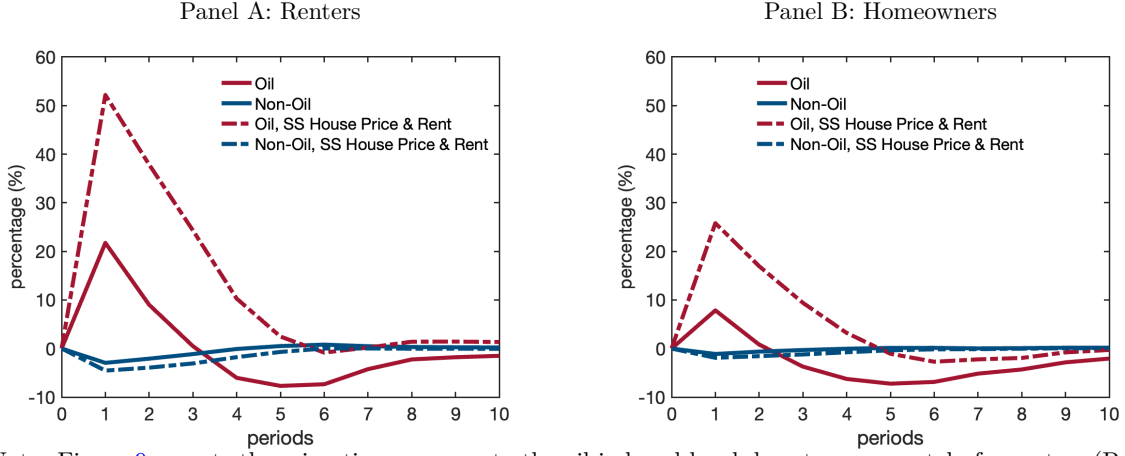 Panel A: Renters
60
50
40
30
20
10
0
-10
percentage (%)
Oil
Non-Oil
Oil, SS House Price & Rent
Non-Oil, SS House Price & Rent
0 1 2 3 4 5 6 7 8 9 10
periods
Panel B: Homeowners
60
50
40
30
20
10
0
-10
percentage (%)
Oil
Non-Oil
Oil, SS House Price & Rent
Non-Oil, SS House Price & Rent
0 1 2 3 4 5 6 7 8 9 10
periods